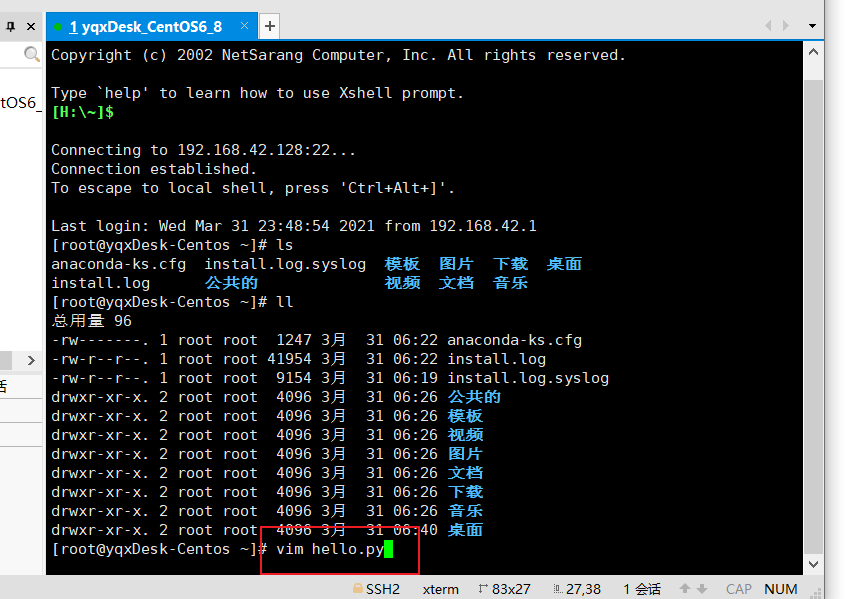 1 yqxDesk_CentOS6_8
Copyright (c) 2002 NetSarang Computer, Inc. All rights reserved.
Type `help' to learn how to use Xshell prompt.
[H:\~]$
tOS6_
Connecting to 192.168.42.128:22...
Connection established.
To escape to local shell, press 'Ctrl+Alt+]'.
Last login: Wed Mar 31 23:48:54 2021 from 192.168.42.1
[root@yqxDesk-Centos ~]# ls
anaconda-ks.cfg install.log.syslog 模板 图片 下载 桌面
install.log 公共的 视频 文档 音乐
[root@yqxDesk-Centos ~]# ll
总用量 96
-rw-------. 1 root root 1247 3月 31 06:22 anaconda-ks.cfg
-rw-r--r--. 1 root root 41954 3月 31 06:22 install.log
-rw-r--r--. 1 root root 9154 3月 31 06:19 install.log.syslog
drwxr-xr-x. 2 root root 4096 3月 31 06:26 公共的
drwxr-xr-x. 2 root root 4096 3月 31 06:26 模板
drwxr-xr-x. 2 root root 4096 3月 31 06:26 视频
drwxr-xr-x. 2 root root 4096 3月 31 06:26 图片
drwxr-xr-x. 2 root root 4096 3月 31 06:26 文档
drwxr-xr-x. 2 root root 4096 3月 31 06:26 下载
drwxr-xr-x. 2 root root 4096 3月 31 06:26 音乐
drwxr-xr-x. 2 root root 4096 3月 31 06:40 桌面
[root@yqxDesk-Centos ~]# vim hello.py
SSH2 xterm 83x27 27,38 1 会话 CAP NUM